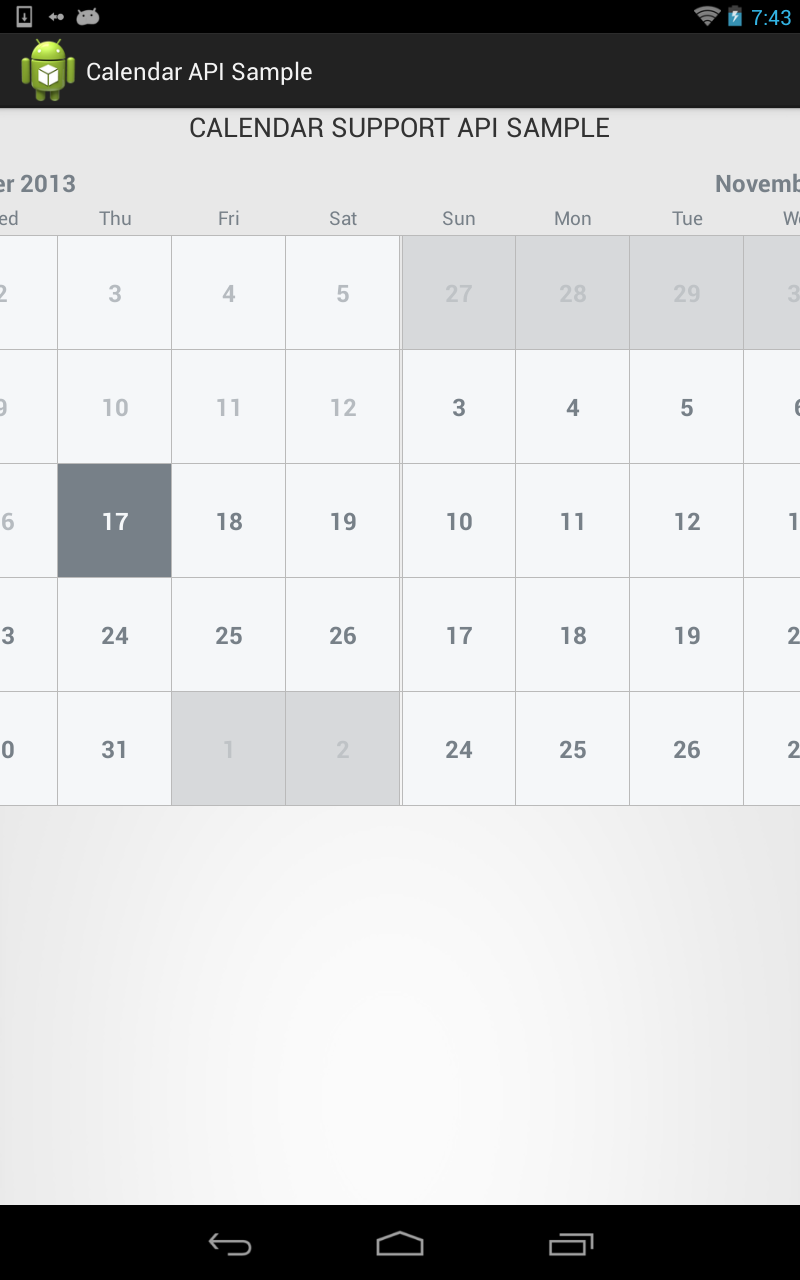 7:43
Calendar API Sample
CALENDAR SUPPORT API SAMPLE
er 2013 Novemb
ed Thu Fri Sat Sun Mon Tue We
2 3 4 5 27 28 29 3
9 10 11 12 3 4 5 6
6 17 18 19 10 11 12 1
3 24 25 26 17 18 19 2
0 31 1 2 24 25 26 2